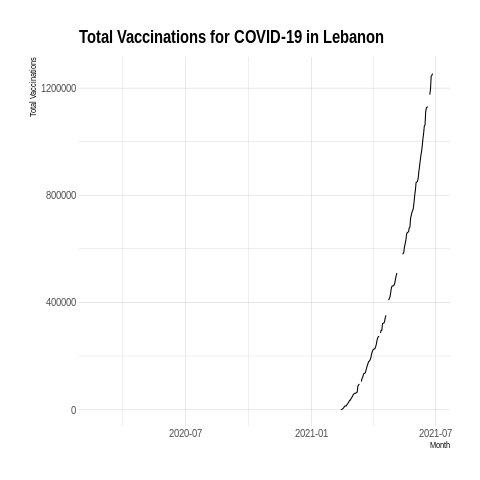 Total Vaccinations for COVID-19 in Lebanon
Total Vaccinations
1200000
800000
400000
0
2020-07 2021-01 2021-07
Month